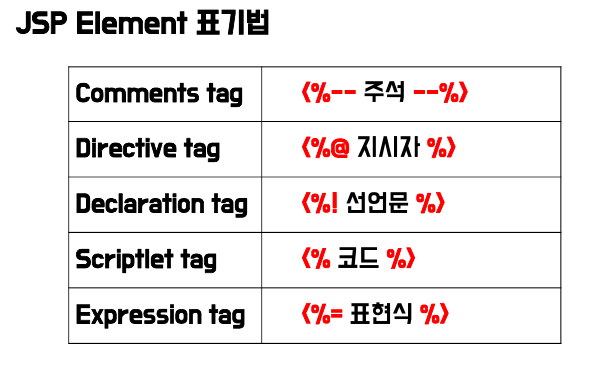 JSP Element 표기법
Comments tag <%-- 주석 --%>
Directive tag <%@ 지시자 %>
Declaration tag <%! 선언문 %>
Scriptlet tag <% 코드 %>
Expression tag <%= 표현식 %>